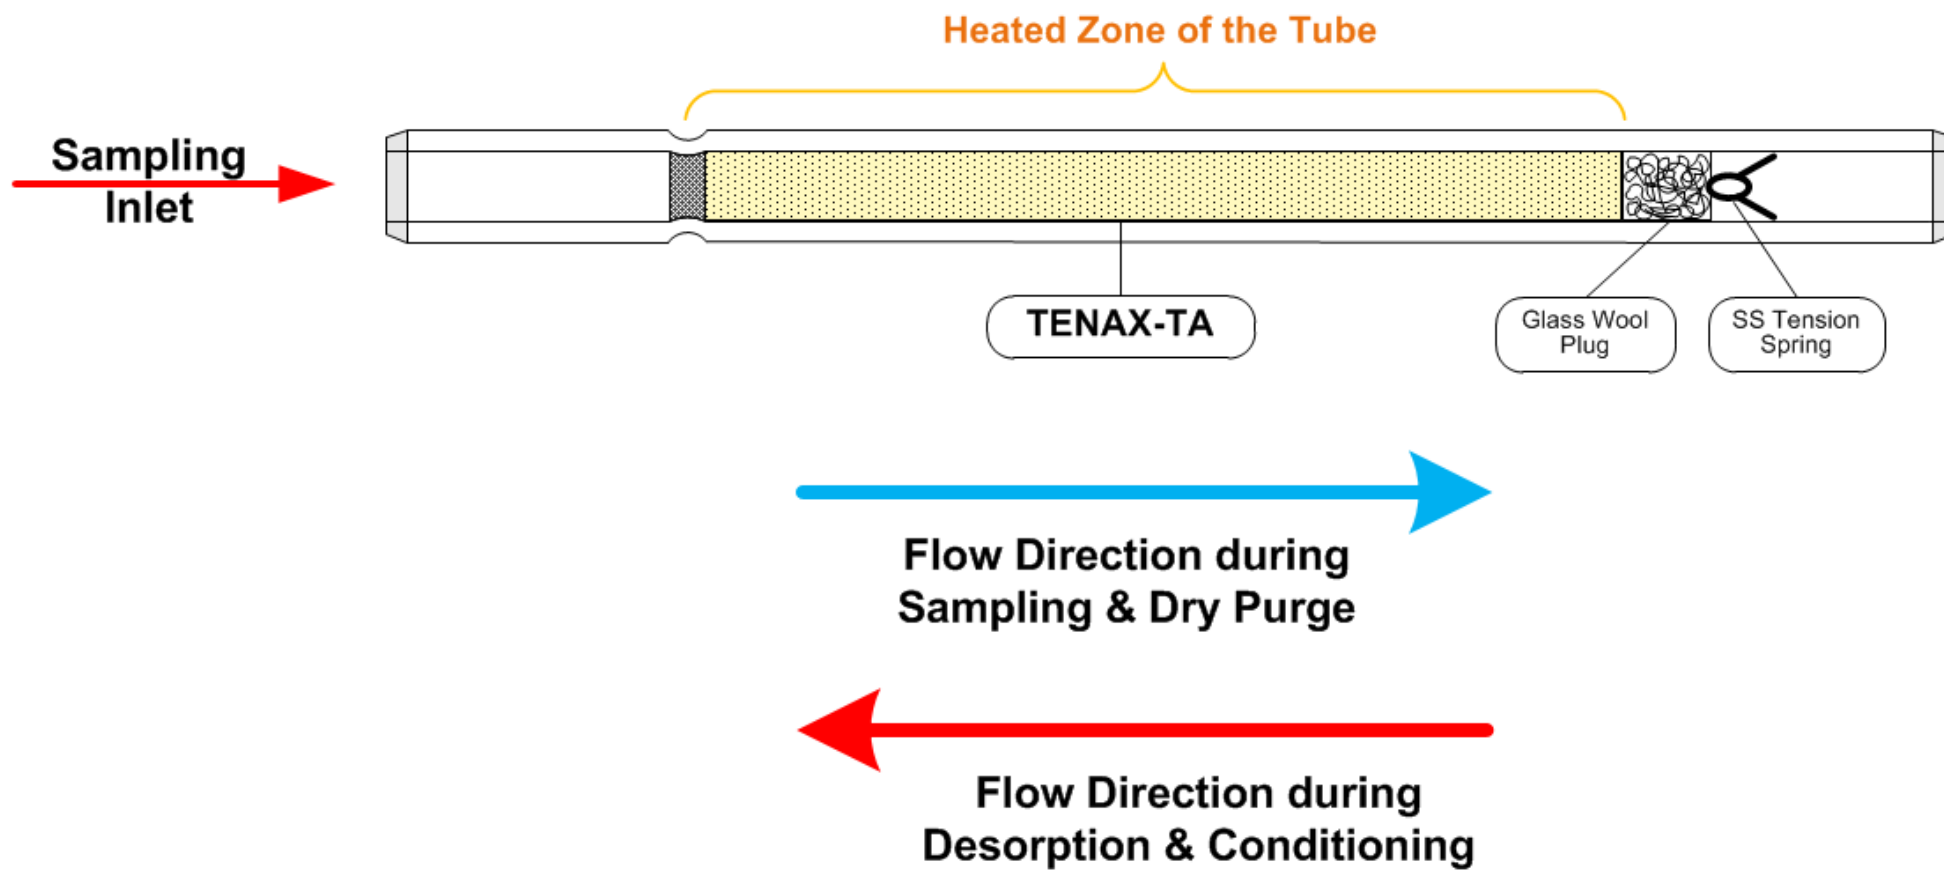 Heated Zone of the Tube
Sampling
Inlet
TENAX-TA
Glass Wool
Plug
SS Tension
Spring
Flow Direction during
Sampling & Dry Purge
Flow Direction during
Desorption & Conditioning